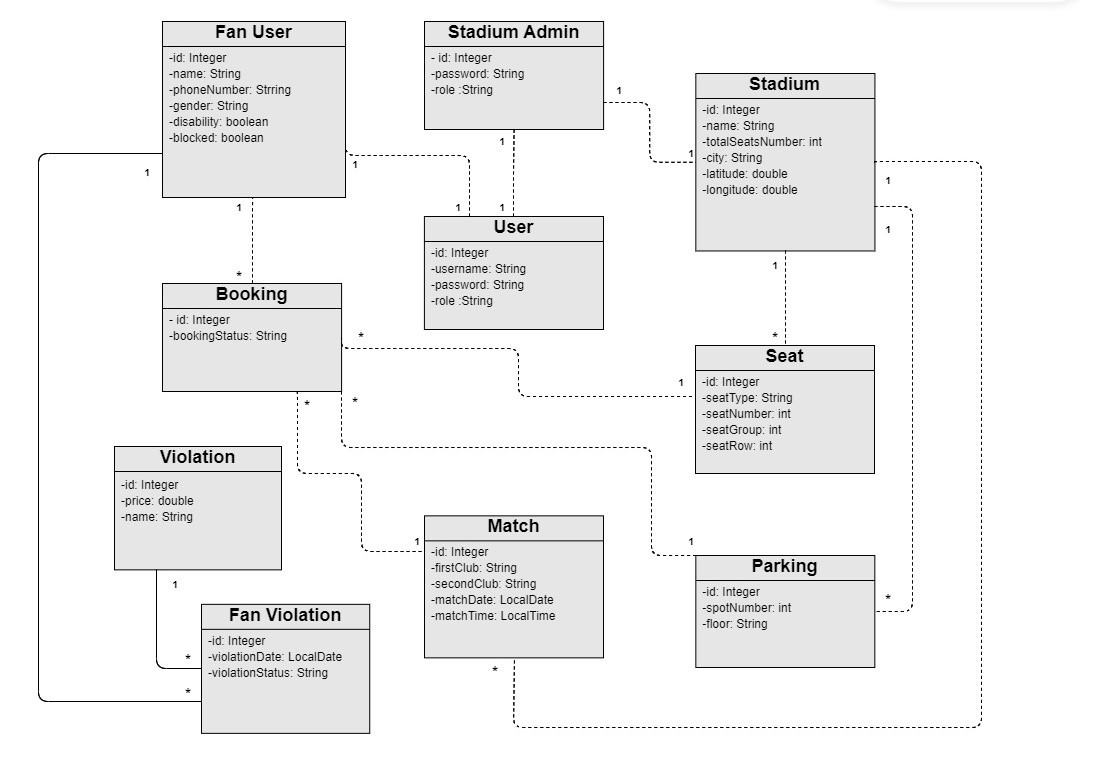 Fan User
-id: Integer
-name: String
-phoneNumber: Strring
-gender: String
-disability: boolean
-blocked: boolean
Stadium Admin
- id: Integer
-password: String
-role :String
Stadium
-id: Integer
-name: String
-totalSeatsNumber: int
-city: String
-latitude: double
-longitude: double
1
1
1
1
1
1
1
1
1
1
1
1
*
User
-id: Integer
-username: String
-password: String
-role :String
Booking
- id: Integer
-bookingStatus: String
*
*
Seat
-id: Integer
-seatType: String
-seatNumber: int
-seatGroup: int
-seatRow: int
1
*
*
Violation
-id: Integer
-price: double
-name: String
Match
-id: Integer
-firstClub: String
-secondClub: String
-matchDate: LocalDate
-matchTime: LocalTime
1
1
Parking
-id: Integer
-spotNumber: int
-floor: String
*
1
Fan Violation
-id: Integer
-violationDate: LocalDate
-violationStatus: String
*
*
*